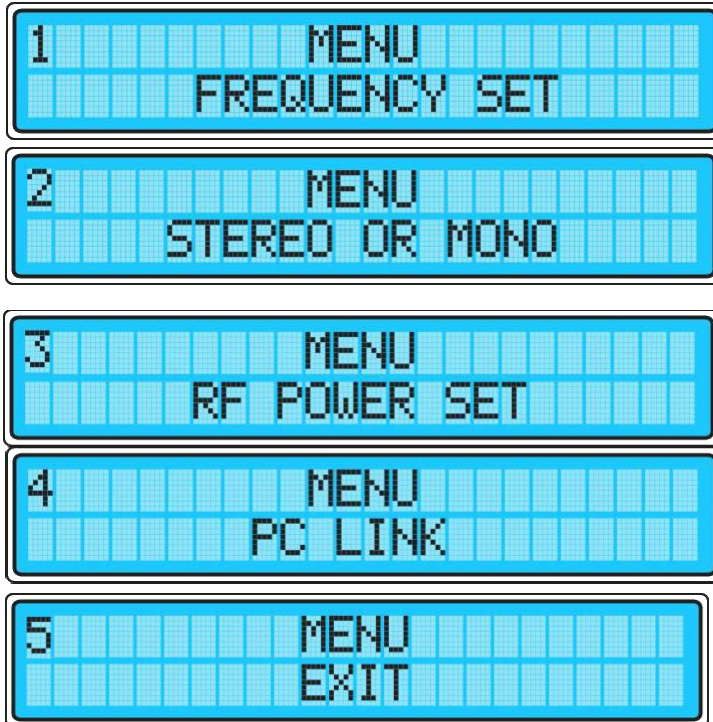 1 MENU
FREQUENCY SET
2 MENU
STEREO OR MONO
3 MENU
RF POWER SET
4 MENU
PC LINK
5 MENU
EXIT